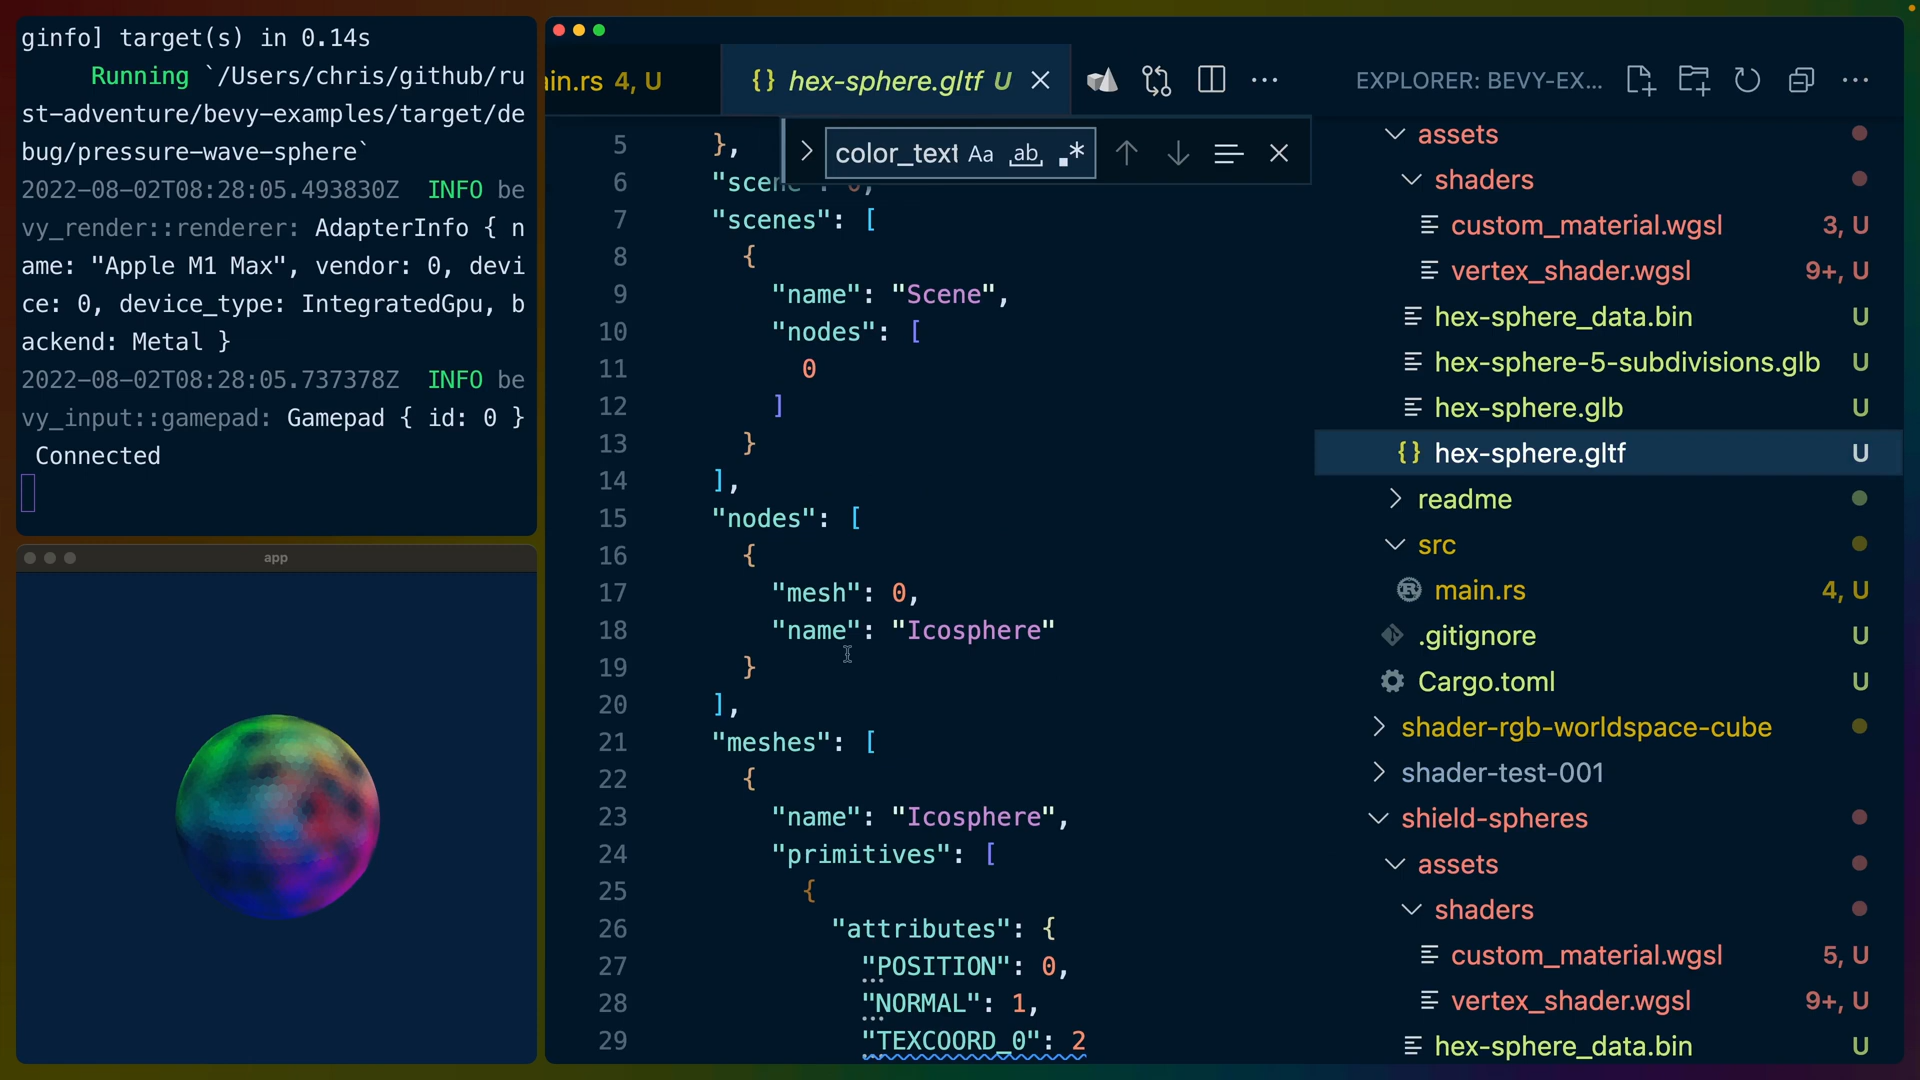 ginfo] target(s) in 0.14s
Running `/Users/chris/github/ru
st-adventure/bevy-examples/target/de
bug/pressure-wave-sphere`
2022-08-02T08:28:05.493830Z  INFO be
vy_render::renderer: AdapterInfo { n
ame: "Apple M1 Max", vendor: 0, devi
ce: 0, device_type: IntegratedGpu, b
ackend: Metal }
2022-08-02T08:28:05.737378Z  INFO be
vy_input::gamepad: Gamepad { id: 0 }
Connected
app
ain.rs 4, U
{} hex-sphere.gltf U
color_text Aa ab .*
5 },
6 "scene": 0,
7 "scenes": [
8 {
9 "name": "Scene",
10 "nodes": [
11 0
12 ]
13 }
14 ],
15 "nodes": [
16 {
17 "mesh": 0,
18 "name": "Icosphere"
19 }
20 ],
21 "meshes": [
22 {
23 "name": "Icosphere",
24 "primitives": [
25 {
26 "attributes": {
27 "POSITION": 0,
28 "NORMAL": 1,
29 "TEXCOORD_0": 2
EXPLORER: BEVY-EX...
assets
shaders
custom_material.wgsl 3, U
vertex_shader.wgsl 9+, U
hex-sphere_data.bin U
hex-sphere-5-subdivisions.glb U
hex-sphere.glb U
{} hex-sphere.gltf U
readme
src
main.rs 4, U
.gitignore U
Cargo.toml U
shader-rgb-worldspace-cube
shader-test-001
shield-spheres
assets
shaders
custom_material.wgsl 5, U
vertex_shader.wgsl 9+, U
hex-sphere_data.bin U